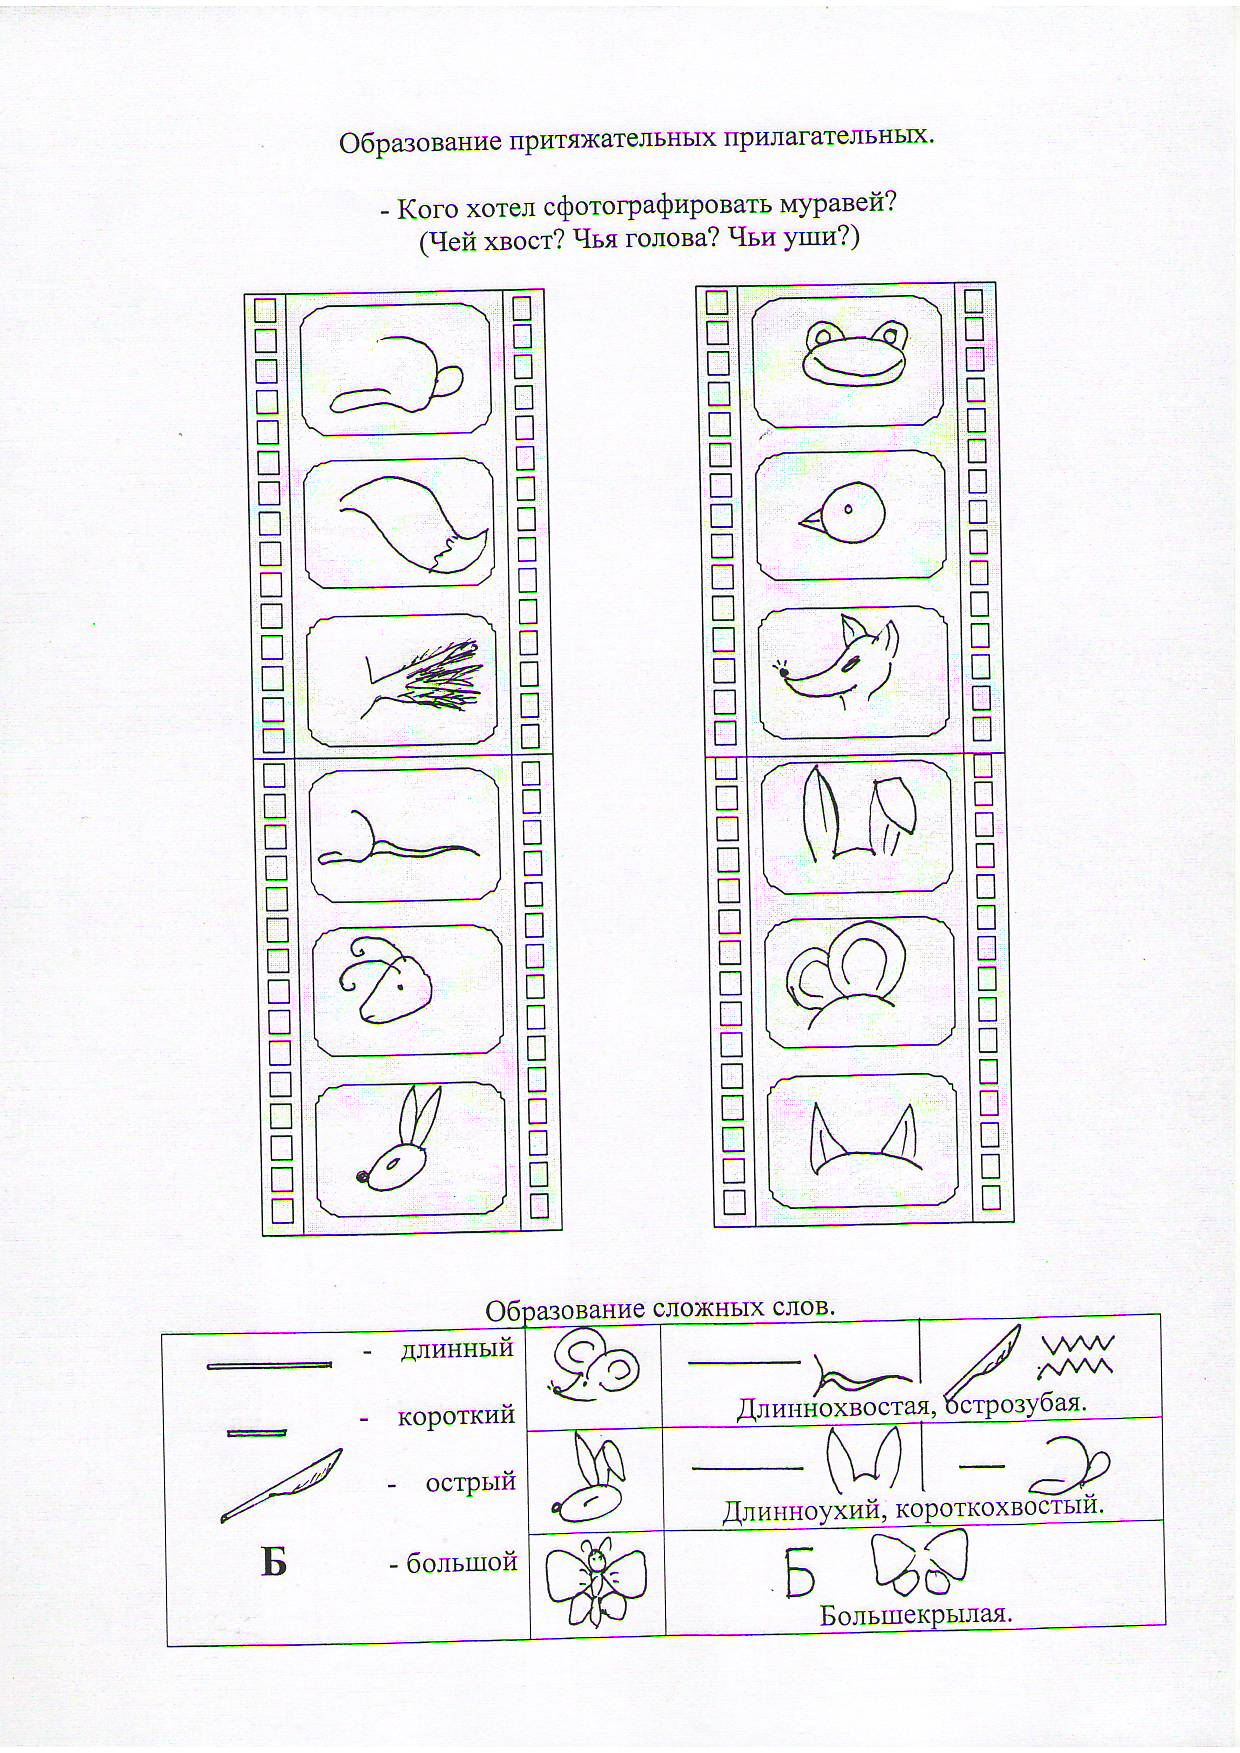 Образование притяжательных прилагательных.
- Кого хотел сфотографировать муравей?
(Чей хвост? Чья голова? Чьи уши?)
Образование сложных слов.
- длинный
- короткий
- острый
Б - большой
Длиннохвостая, острозубая.
Длинноухий, короткохвостый.
Б
Большекрылая.